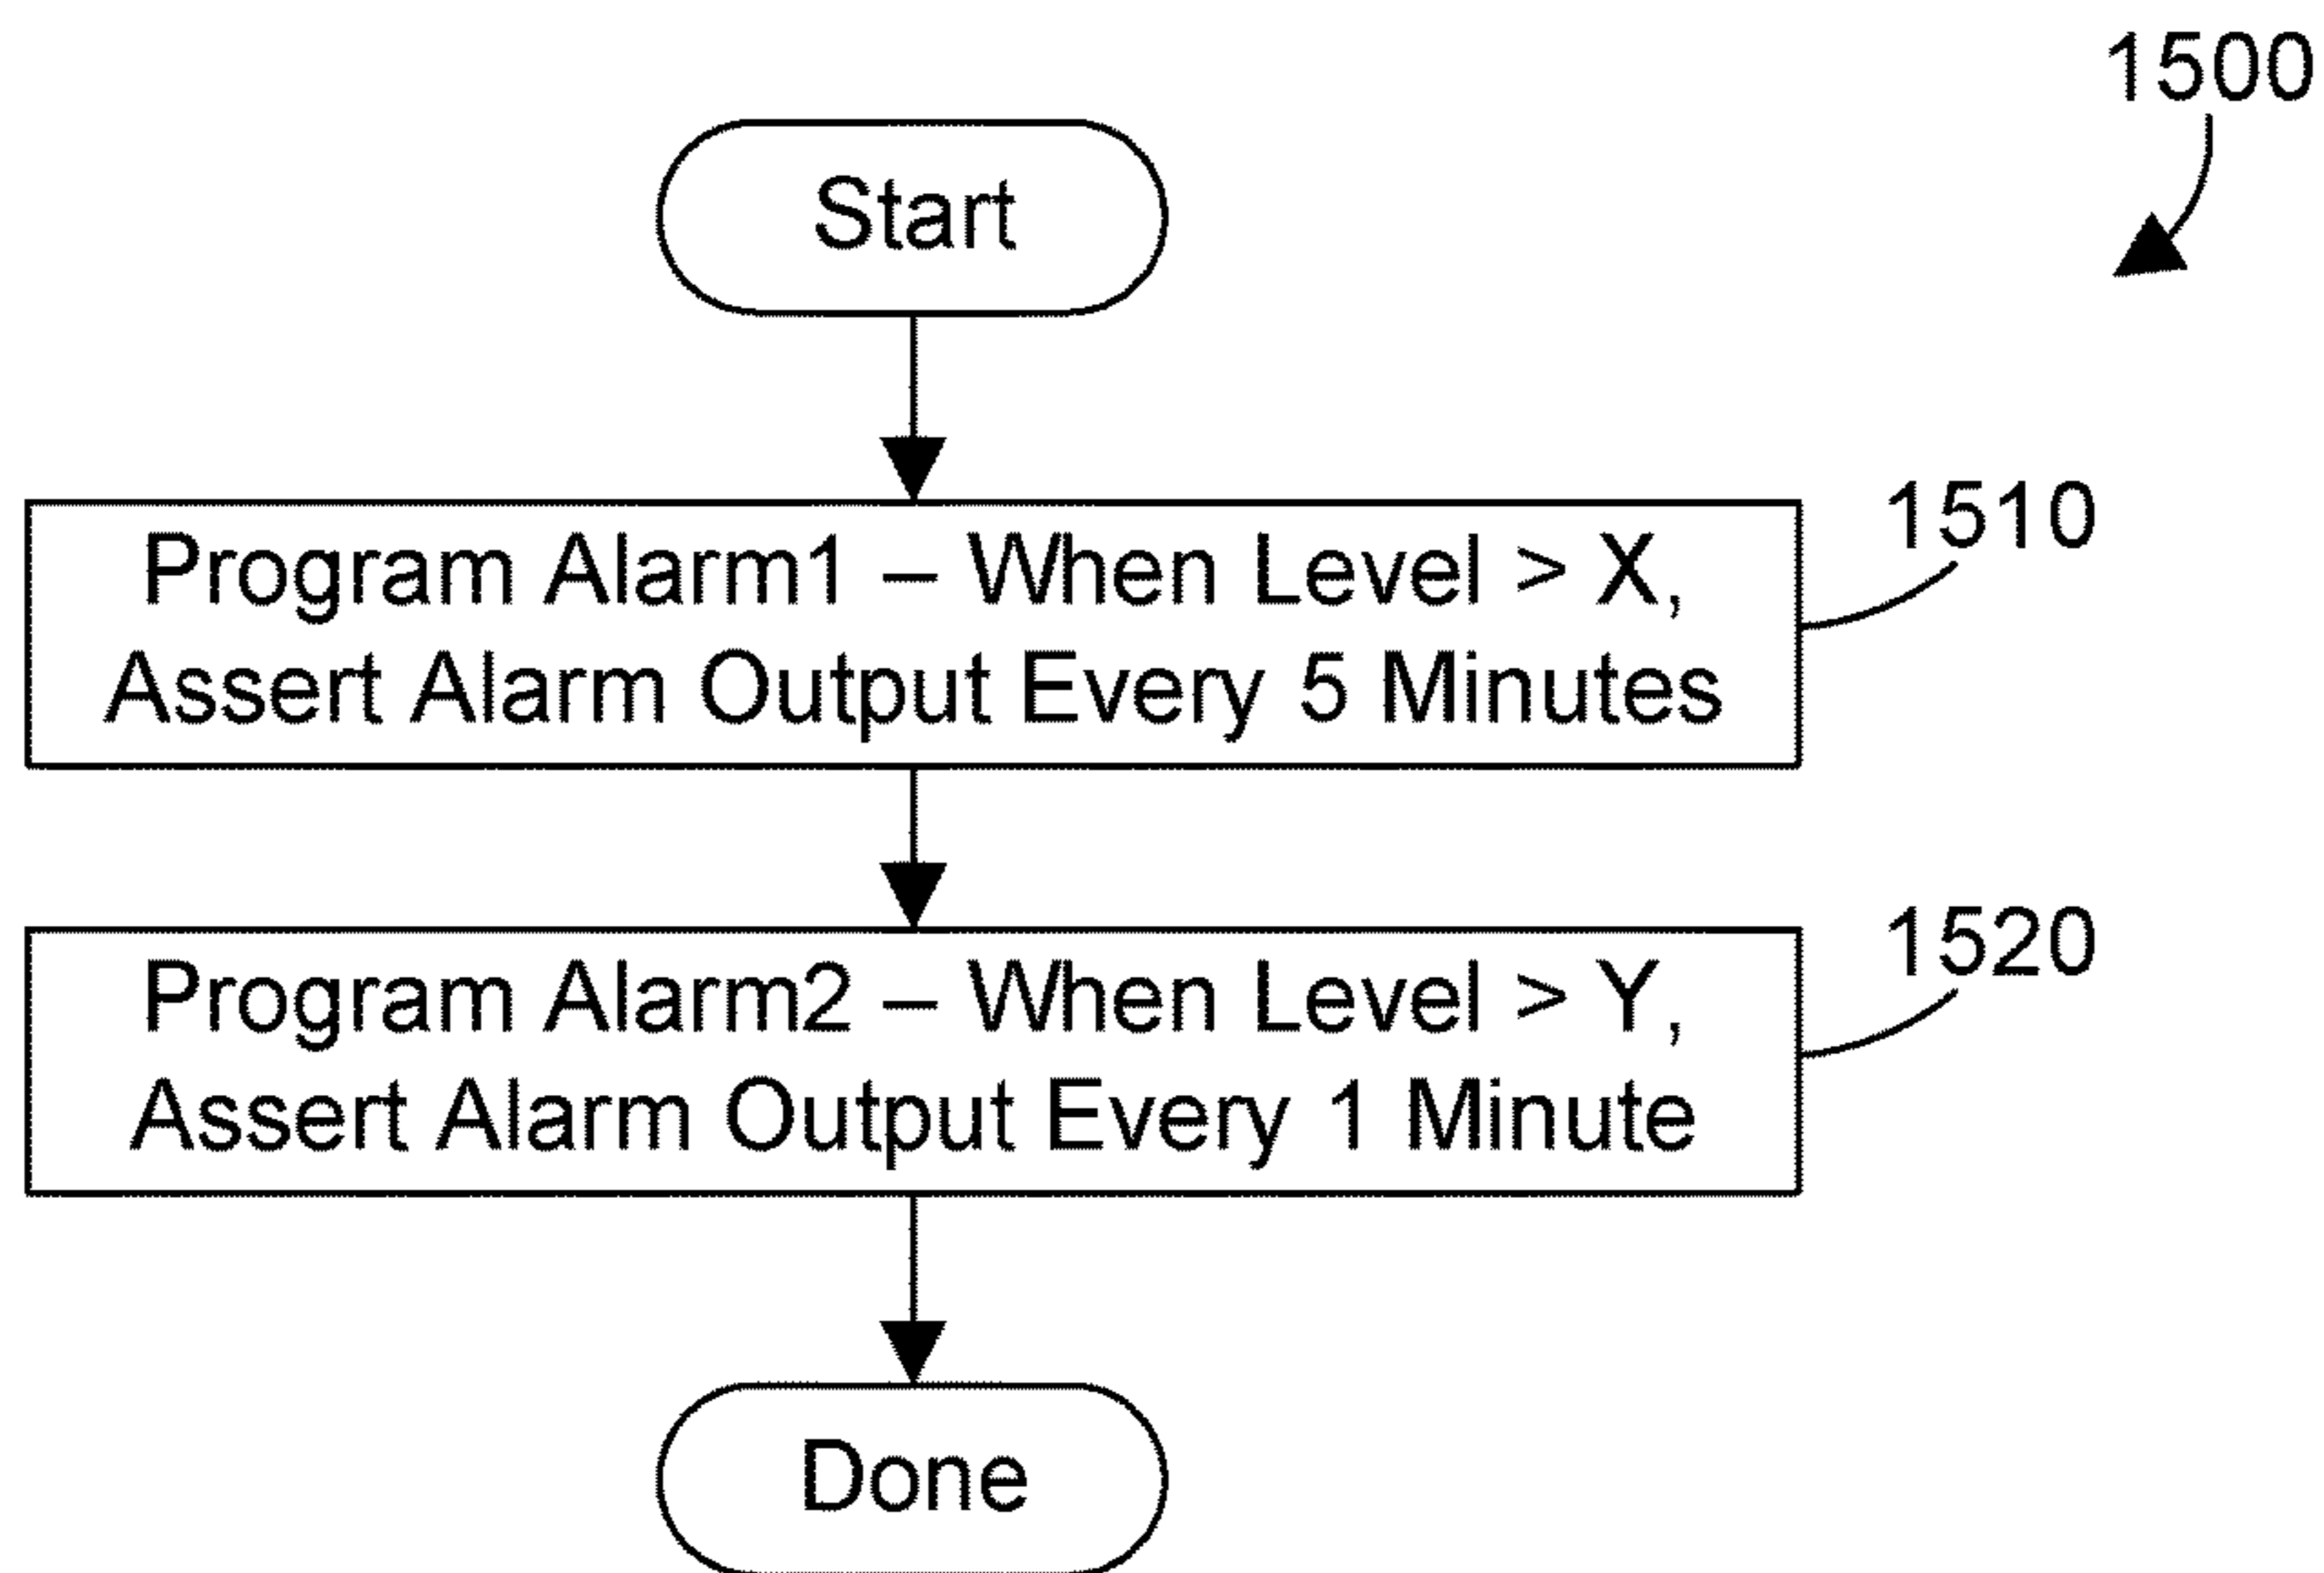 1500
Start
Program Alarm1 – When Level > X,
Assert Alarm Output Every 5 Minutes
1510
Program Alarm2 – When Level > Y,
Assert Alarm Output Every 1 Minute
1520
Done